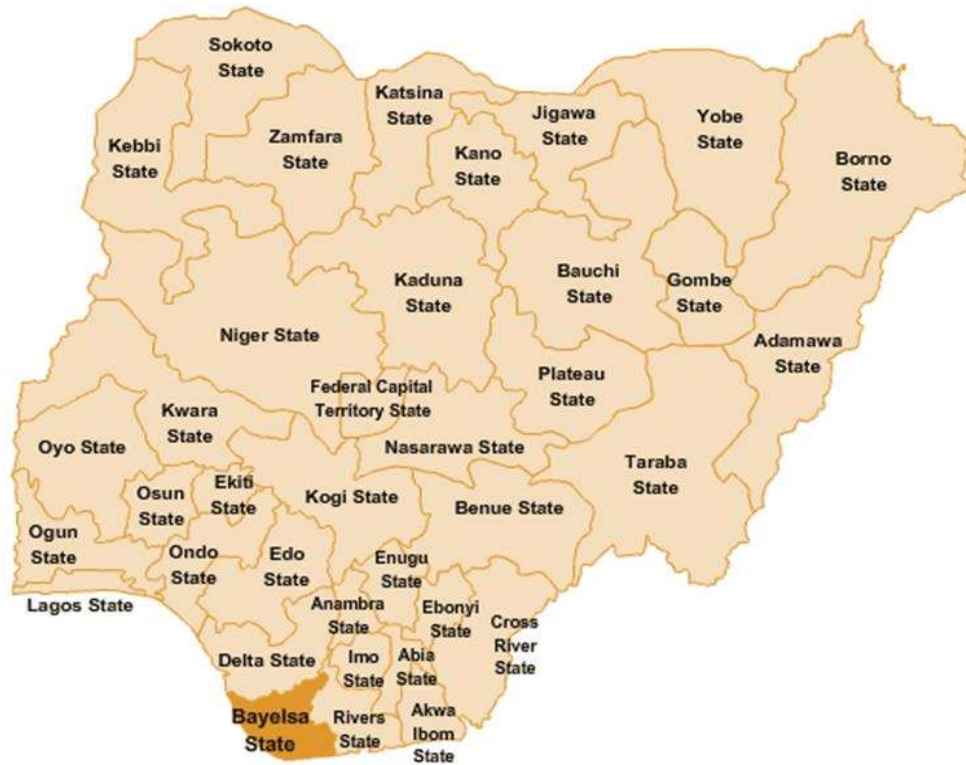 Sokoto
State
Katsina
State
Jigawa
State
Yobe
State
Kebbi
State
Zamfara
State
Kano
State
Borno
State
Kaduna
State
Bauchi
State
Gombe
State
Niger State
Adamawa
State
Federal Capital
Territory State
Plateau
State
Kwara
State
Oyo State
Nasarawa State
Taraba
State
Osun
State
Ekiti
State
Kogi State
Benue State
Ogun
State
Ondo
State
Edo
State
Enugu
State
Lagos State
Anambra
State
Ebonyi
State
Cross
River
State
Delta State
Imo
State
Abia
State
Bayelsa
State
Rivers
State
Akwa
Ibom
State